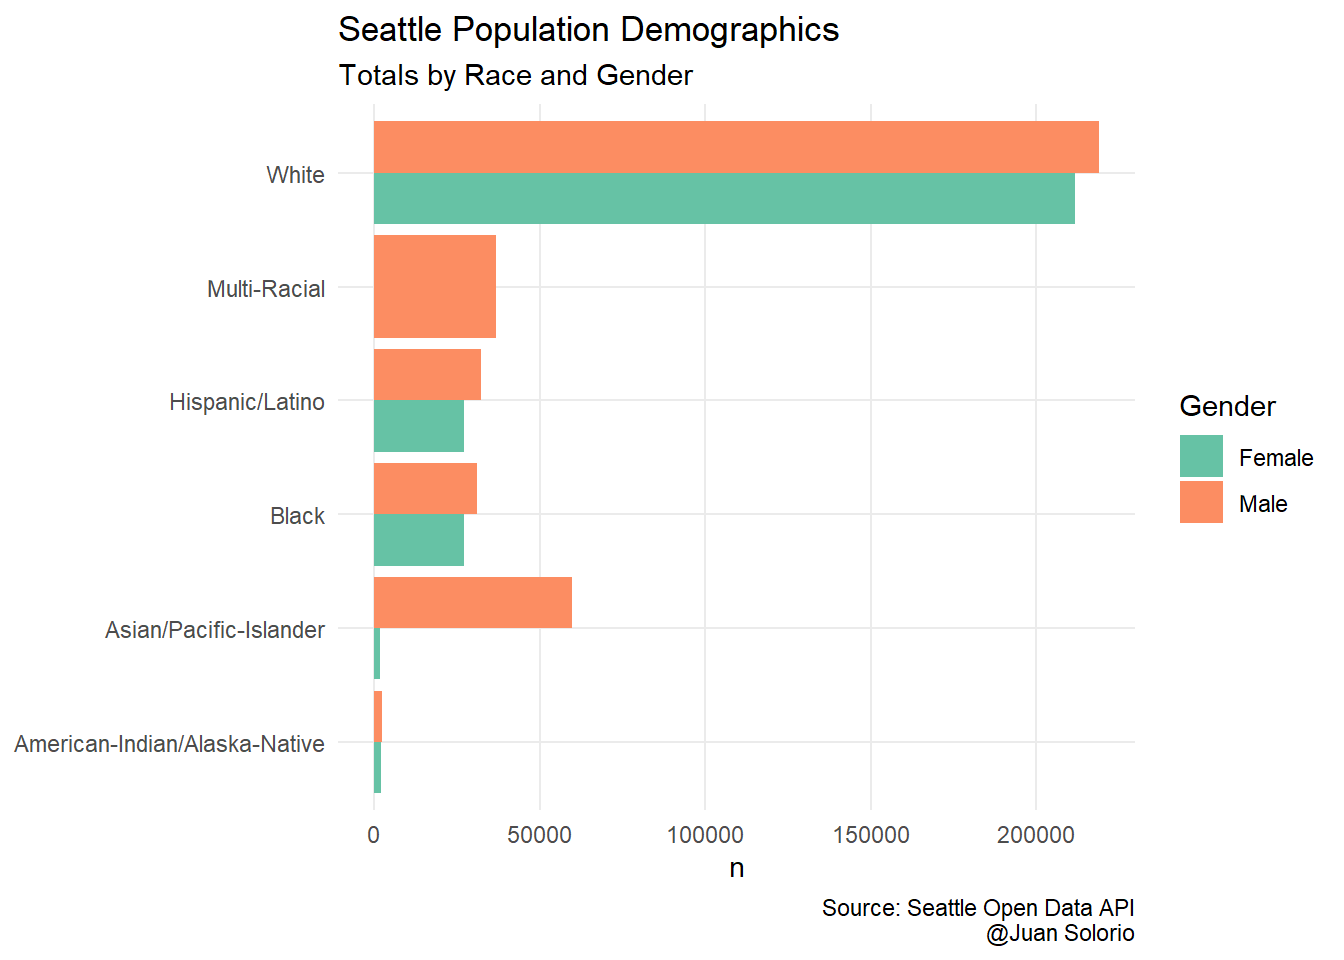 Seattle Population Demographics
Totals by Race and Gender
White
Multi-Racial
Hispanic/Latino
Black
Asian/Pacific-Islander
American-Indian/Alaska-Native
0 50000 100000 150000 200000
n
Gender
Female
Male
Source: Seattle Open Data API
@Juan Solorio